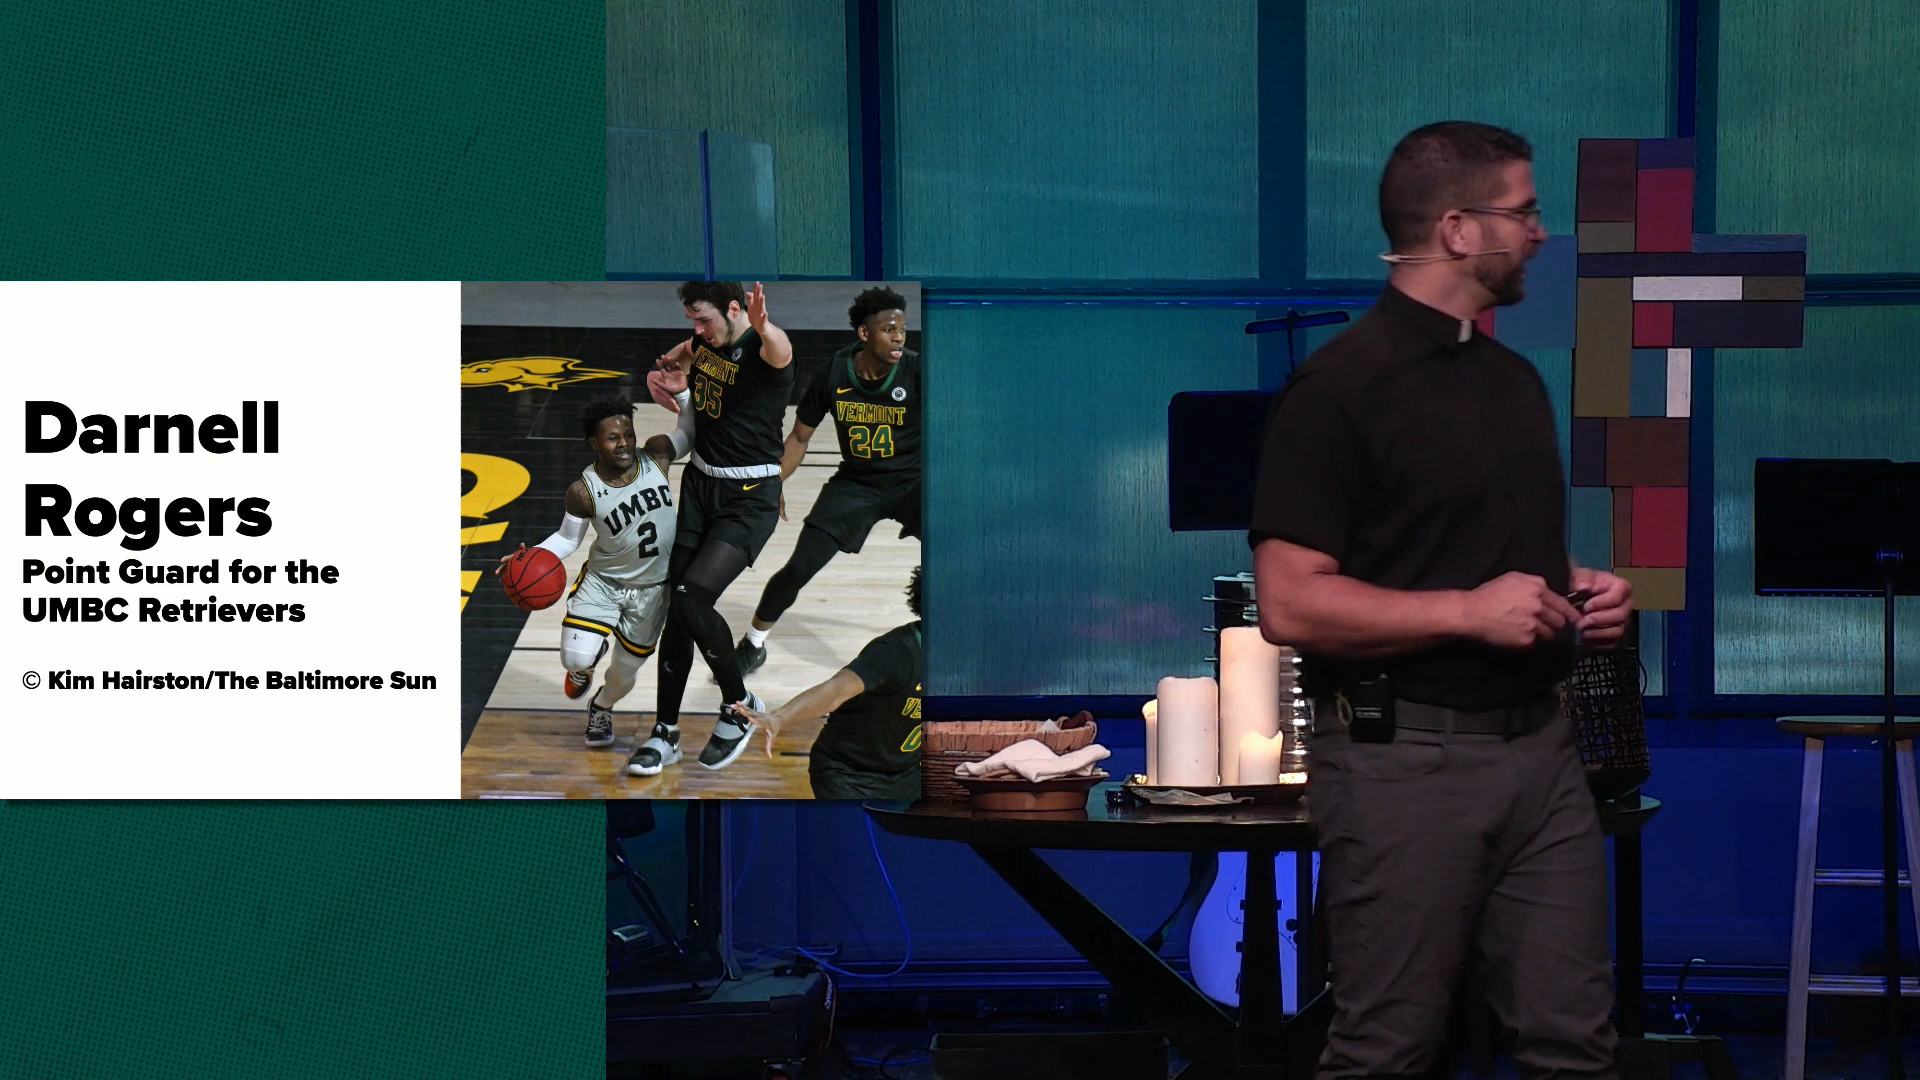 Darnell
Rogers
Point Guard for the
UMBC Retrievers
© Kim Hairston/The Baltimore Sun
VERMONT
35
VERMONT
24
UMBC
2